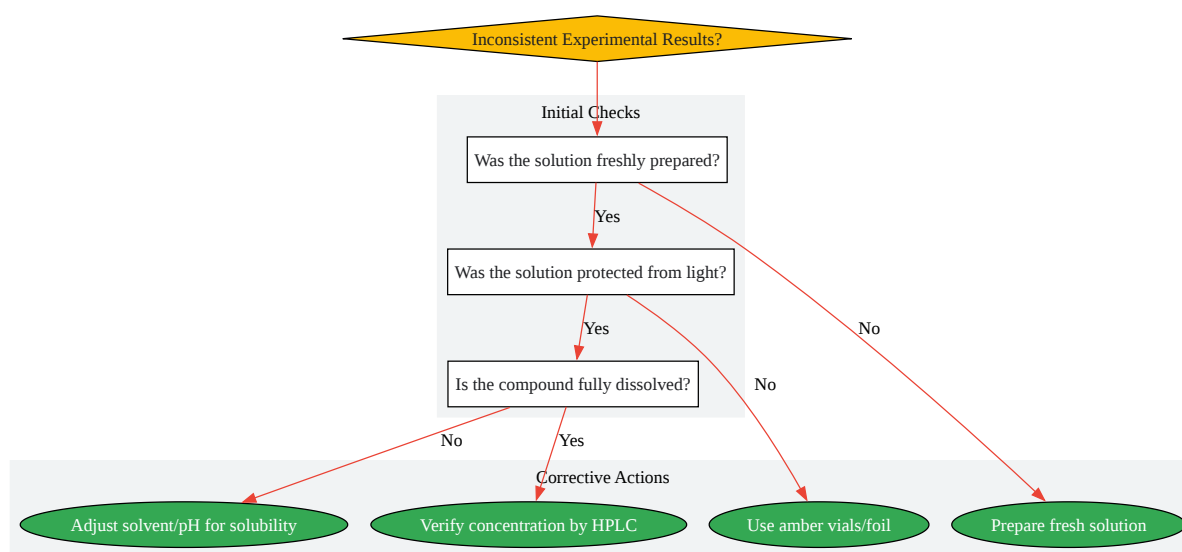 Inconsistent Experimental Results?
Initial Checks
Was the solution freshly prepared?
Yes
Was the solution protected from light?
Yes
No
Is the compound fully dissolved?
No
No
Yes
Corrective Actions
Adjust solvent/pH for solubility
Verify concentration by HPLC
Use amber vials/foil
Prepare fresh solution